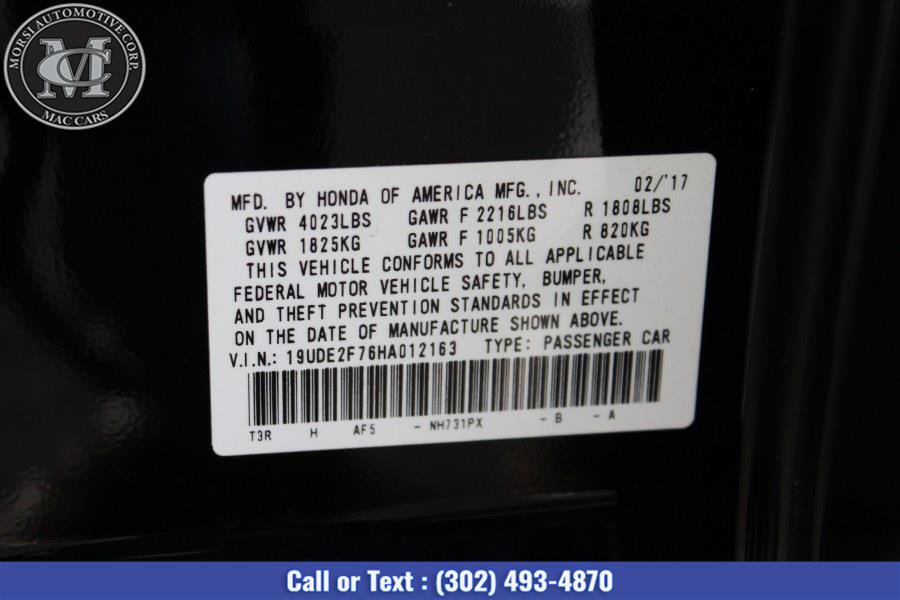 MORSI AUTOMOTIVE CORP.
MC
MAC CARS
MFD. BY HONDA OF AMERICA MFG., INC. 02/'17
GVWR 4023LBS GAWR F 2216LBS R 1808LBS
GVWR 1825KG GAWR F 1005KG R 820KG
THIS VEHICLE CONFORMS TO ALL APPLICABLE
FEDERAL MOTOR VEHICLE SAFETY, BUMPER,
AND THEFT PREVENTION STANDARDS IN EFFECT
ON THE DATE OF MANUFACTURE SHOWN ABOVE.
V.I.N.: 19UDE2F76HA012163 TYPE: PASSENGER CAR
T3R H AF5 - NH731PX - B - A
Call or Text : (302) 493-4870